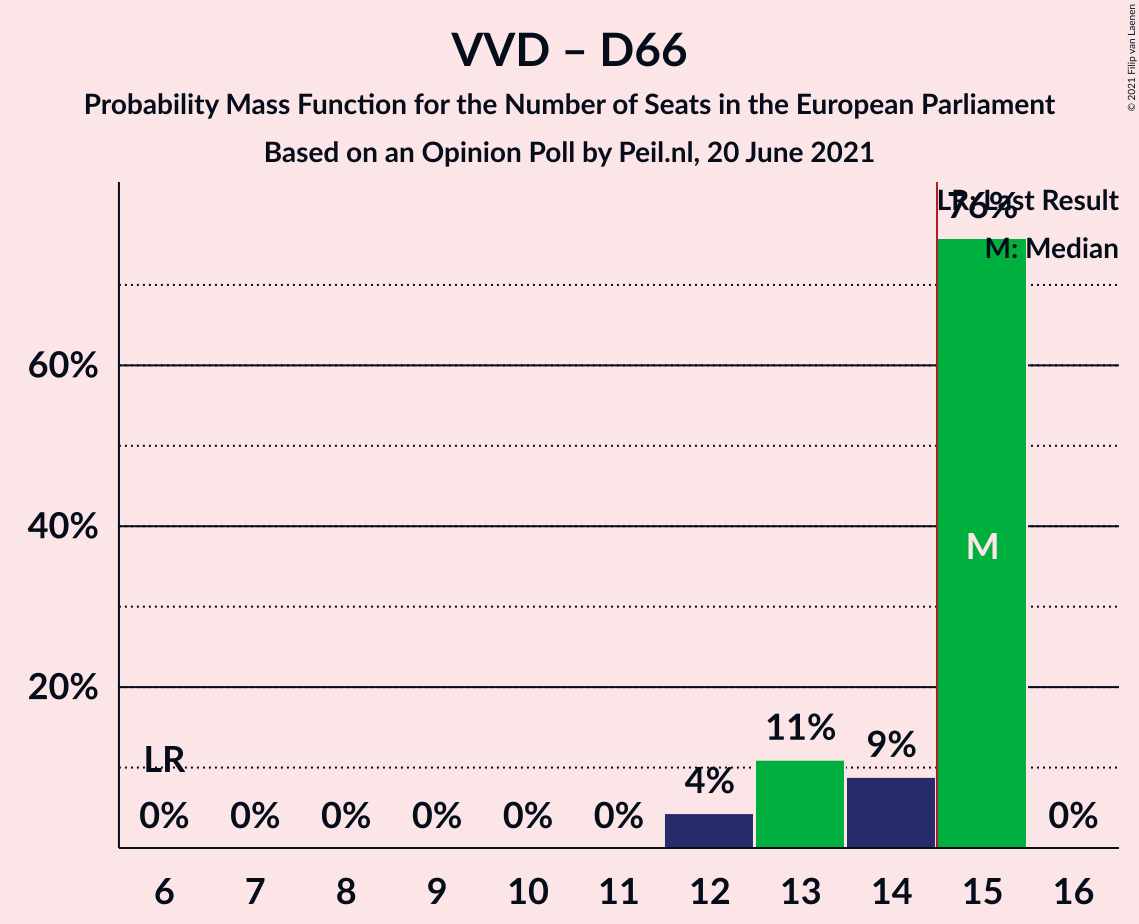 VVD – D66
Probability Mass Function for the Number of Seats in the European Parliament
Based on an Opinion Poll by Peil.nl, 20 June 2021
© 2021 Filip van Laenen
LR: Last Result
76%
M: Median
60%
40%
M
20%
11%
9%
LR
4%
0% 0% 0% 0% 0% 0% 0%
6 7 8 9 10 11 12 13 14 15 16